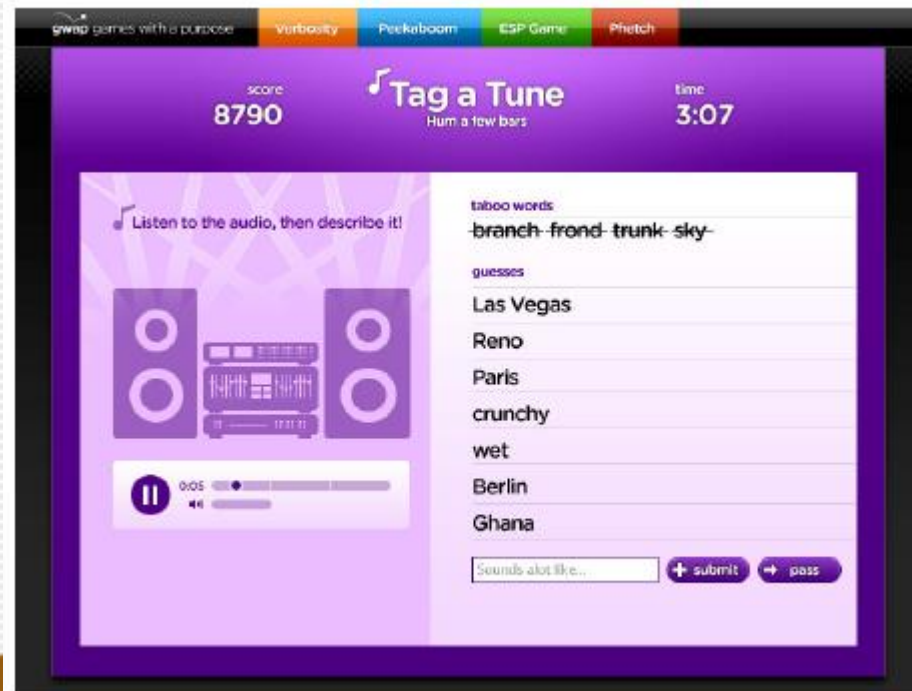 gwap games with a purpose Verbosity Peekaboom ESP Game Phetch
score
8790
Tag a Tune
Hum a few bars
time
3:07
Listen to the audio, then describe it!
0:05
taboo words
branch frond trunk sky
guesses
Las Vegas
Reno
Paris
crunchy
wet
Berlin
Ghana
Sounds alot like...
submit
pass